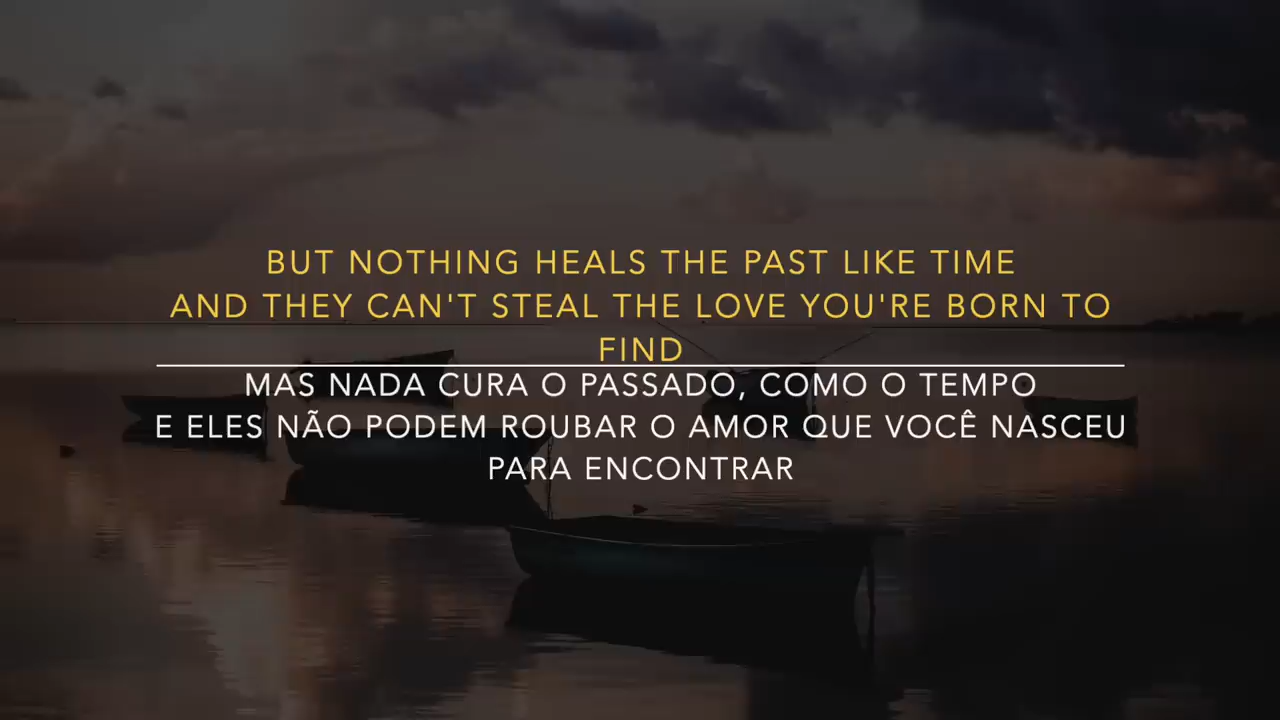 BUT NOTHING HEALS THE PAST LIKE TIME
AND THEY CAN'T STEAL THE LOVE YOU'RE BORN TO
FIND
MAS NADA CURA O PASSADO, COMO O TEMPO
E ELES NÃO PODEM ROUBAR O AMOR QUE VOCÊ NASCEU
PARA ENCONTRAR